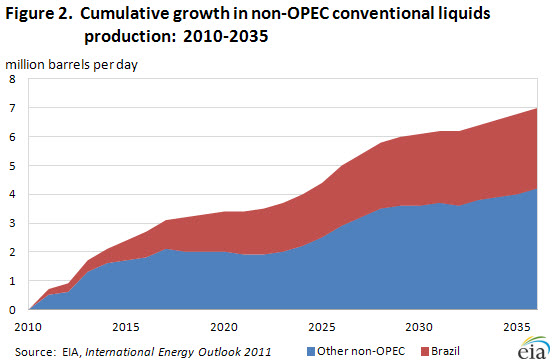 Figure 2.  Cumulative growth in non-OPEC conventional liquids
production:  2010-2035
million barrels per day
8
7
6
5
4
3
2
1
0
2010 2015 2020 2025 2030 2035
Source:  EIA, International Energy Outlook 2011
Other non-OPEC Brazil
eia